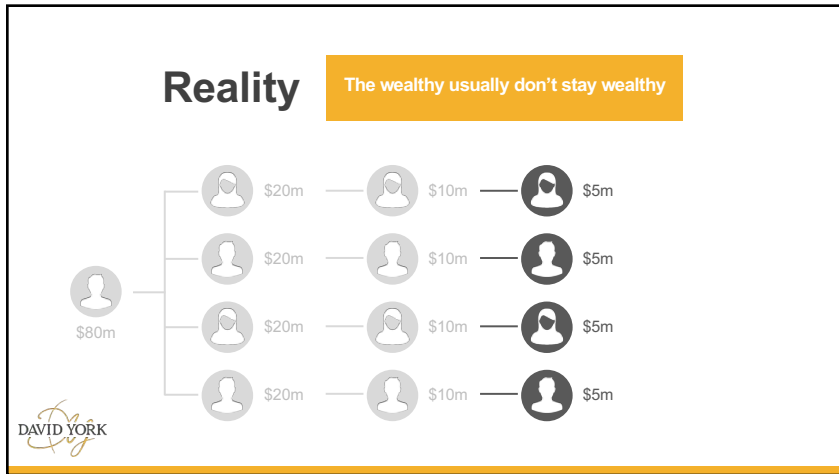 Reality
The wealthy usually don't stay wealthy
$20m $10m $5m
$20m $10m $5m
$80m
$20m $10m $5m
$20m $10m $5m
DAVID YORK